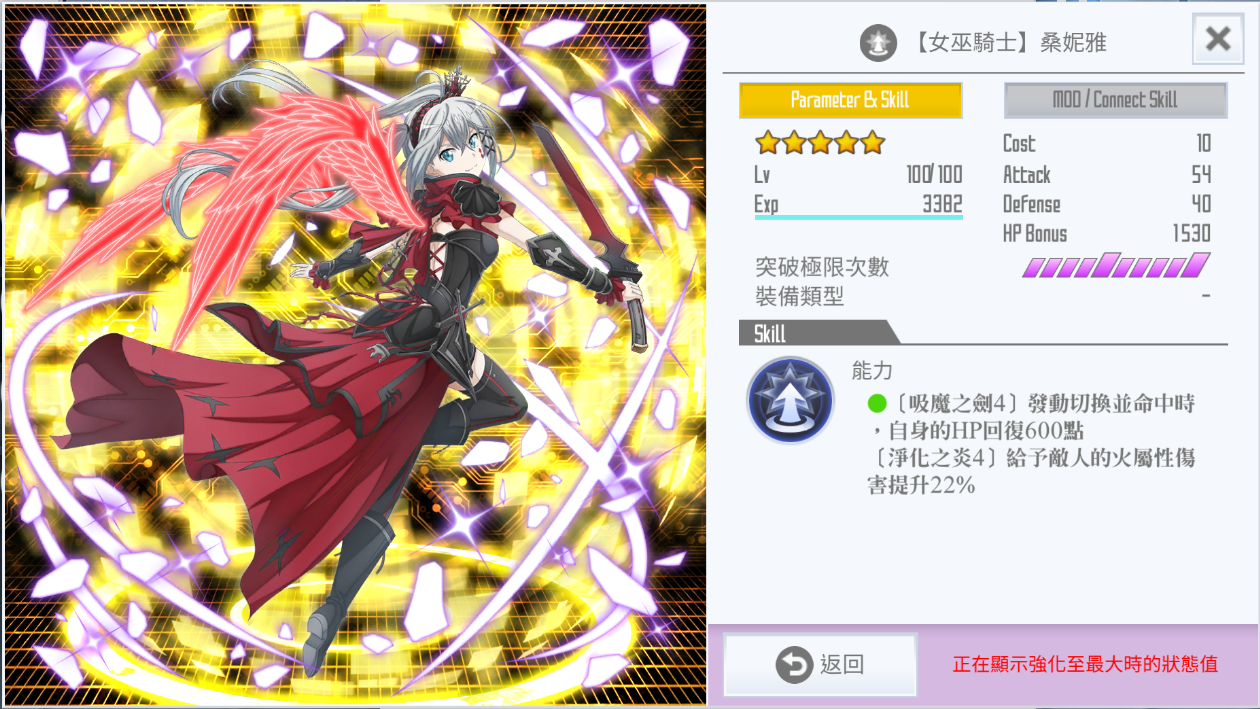 【女巫騎士】桑妮雅
Parameter & Skill
MOD / Connect Skill
Lv 100/100
Exp 3382
Cost 10
Attack 54
Defense 40
HP Bonus 1530
突破極限次數
裝備類型 -
Skill
能力
〔吸魔之劍4〕發動切換並命中時
，自身的HP回復600點
〔淨化之炎4〕給予敵人的火屬性傷
害提升22%
返回
正在顯示強化至最大時的狀態值